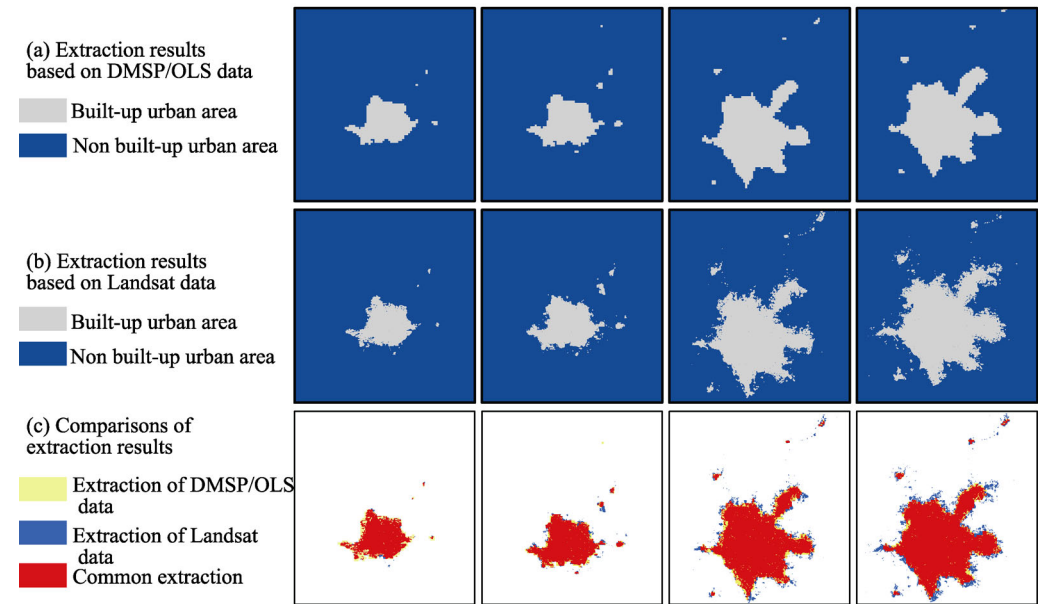 (a) Extraction results
based on DMSP/OLS data
Built-up urban area
Non built-up urban area
(b) Extraction results
based on Landsat data
Built-up urban area
Non built-up urban area
(c) Comparisons of
extraction results
Extraction of DMSP/OLS
data
Extraction of Landsat
data
Common extraction